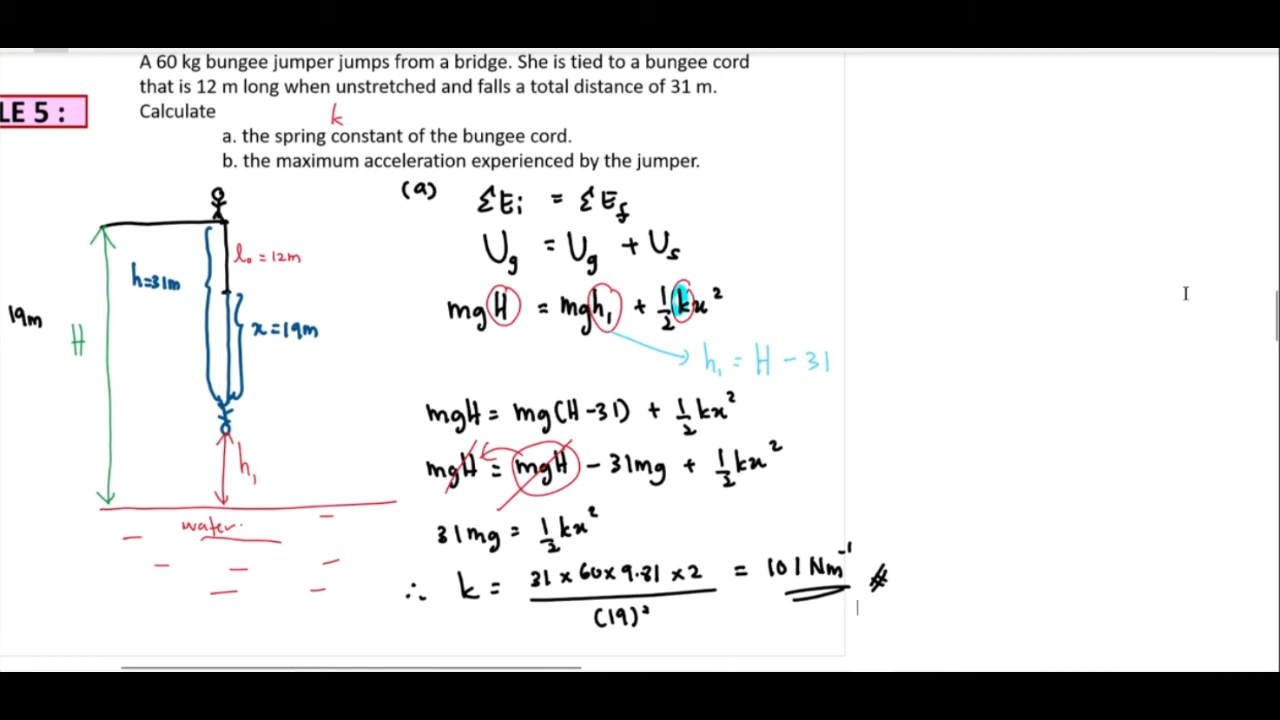 A 60 kg bungee jumper jumps from a bridge. She is tied to a bungee cord
that is 12 m long when unstretched and falls a total distance of 31 m.
LE 5 :
Calculate
k
a. the spring constant of the bungee cord.
b. the maximum acceleration experienced by the jumper.
(a) ΣEi = ΣEf
Ug = Ug + Us
l₀ = 12m
h=31m
mgH = mgh₁ + ½kx²
19m
H
x = 19m
h₁ = H - 31
mgH = mg(H-31) + ½kx²
mgH = mgH - 31mg + ½kx²
h₁
water.
31mg = ½kx²
∴ k = 31 x 60 x 9.81 x 2 / (19)² = 101 Nm⁻¹ #